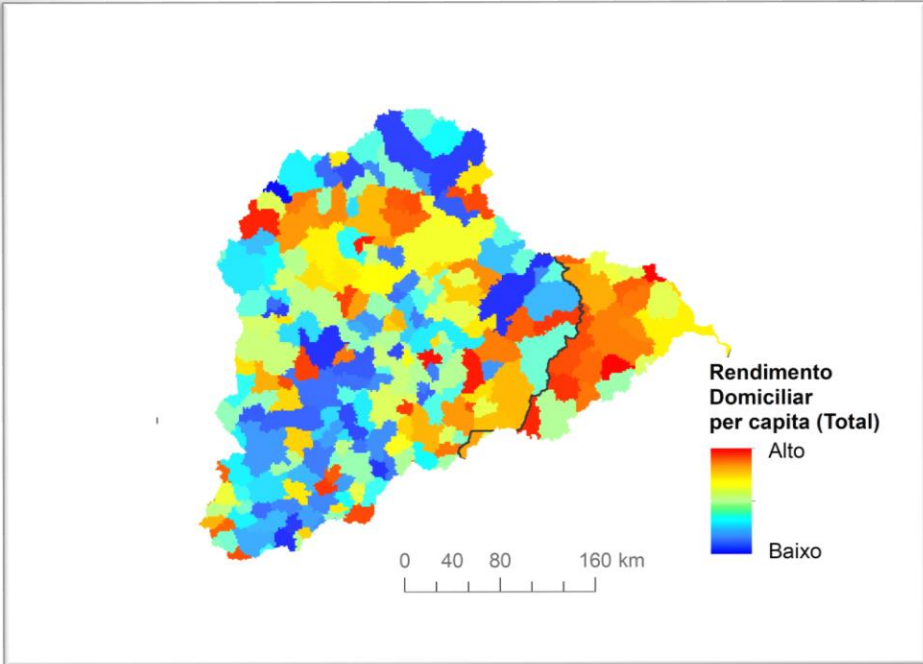 Rendimento
Domiciliar
per capita (Total)
Alto
Baixo
0 40 80 160 km